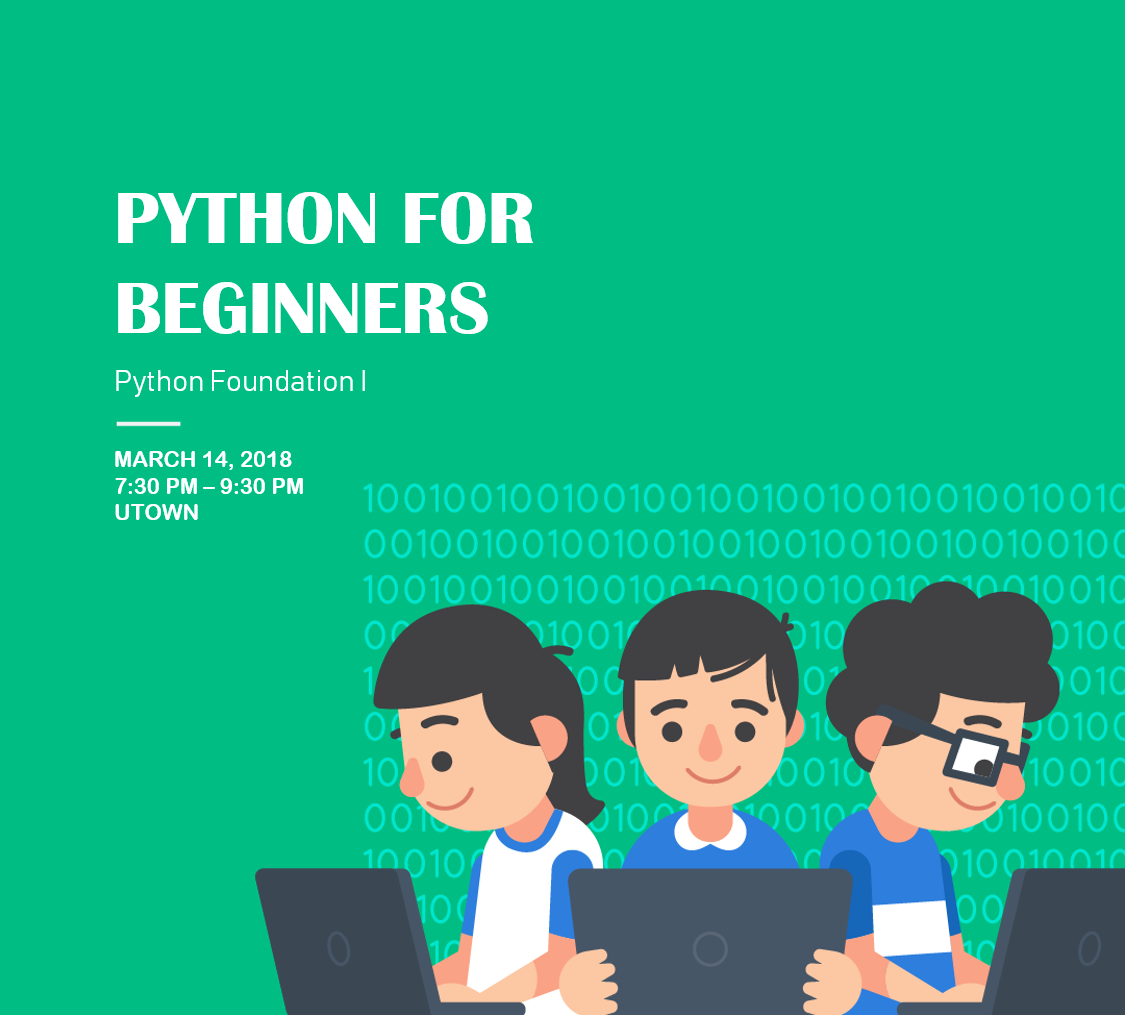 PYTHON FOR
BEGINNERS
Python Foundation I
MARCH 14, 2018
7:30 PM – 9:30 PM
UTOWN